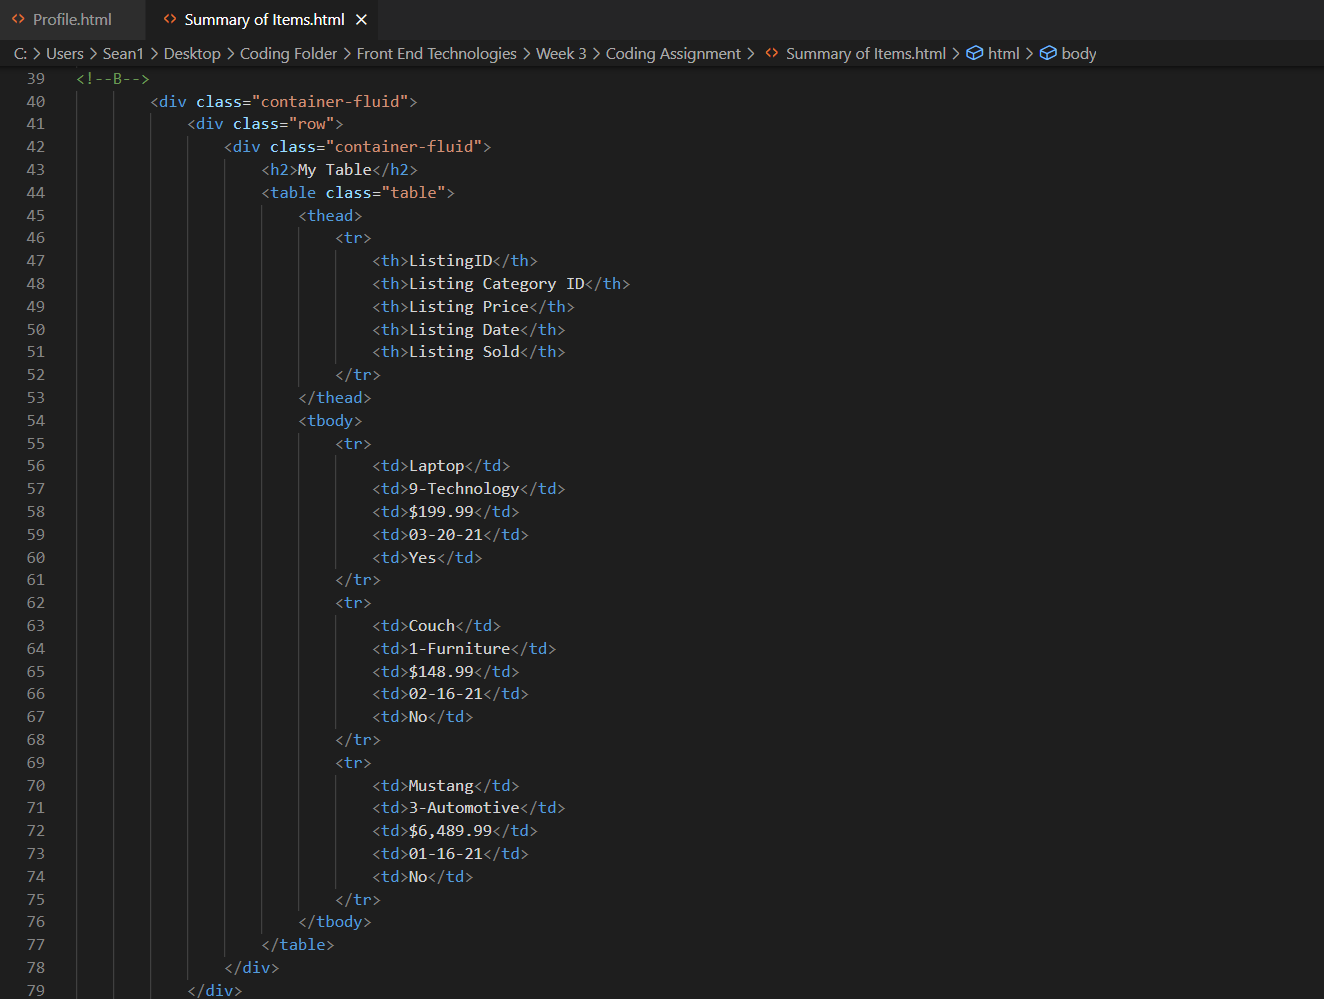 Profile.html Summary of Items.html
C: > Users > Sean1 > Desktop > Coding Folder > Front End Technologies > Week 3 > Coding Assignment > Summary of Items.html > html > body
39 <!--B-->
40 <div class="container-fluid">
41 <div class="row">
42 <div class="container-fluid">
43 <h2>My Table</h2>
44 <table class="table">
45 <thead>
46 <tr>
47 <th>ListingID</th>
48 <th>Listing Category ID</th>
49 <th>Listing Price</th>
50 <th>Listing Date</th>
51 <th>Listing Sold</th>
52 </tr>
53 </thead>
54 <tbody>
55 <tr>
56 <td>Laptop</td>
57 <td>9-Technology</td>
58 <td>$199.99</td>
59 <td>03-20-21</td>
60 <td>Yes</td>
61 </tr>
62 <tr>
63 <td>Couch</td>
64 <td>1-Furniture</td>
65 <td>$148.99</td>
66 <td>02-16-21</td>
67 <td>No</td>
68 </tr>
69 <tr>
70 <td>Mustang</td>
71 <td>3-Automotive</td>
72 <td>$6,489.99</td>
73 <td>01-16-21</td>
74 <td>No</td>
75 </tr>
76 </tbody>
77 </table>
78 </div>
79 </div>